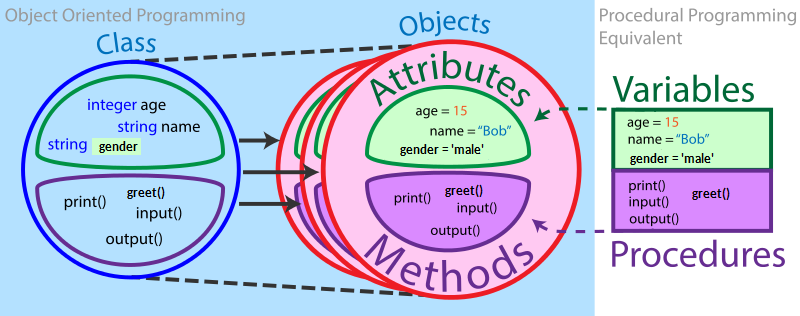 Object Oriented Programming
Class
integer age
string name
string gender
print()
greet()
input()
output()
Objects
Attributes
age = 15
name = “Bob”
gender = 'male'
print()
greet()
input()
output()
Methods
Procedural Programming
Equivalent
Variables
age = 15
name = “Bob”
gender = 'male'
print()
greet()
input()
output()
Procedures